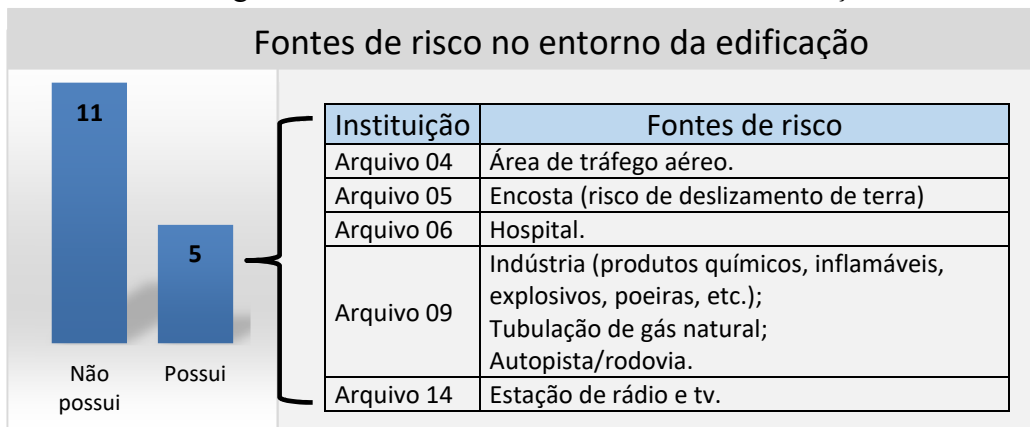 Fontes de risco no entorno da edificação
11
5
Não
possui
Possui
Instituição Fontes de risco
Arquivo 04 Área de tráfego aéreo.
Arquivo 05 Encosta (risco de deslizamento de terra)
Arquivo 06 Hospital.
Arquivo 09 Indústria (produtos químicos, inflamáveis,
explosivos, poeiras, etc.);
Tubulação de gás natural;
Autopista/rodovia.
Arquivo 14 Estação de rádio e tv.